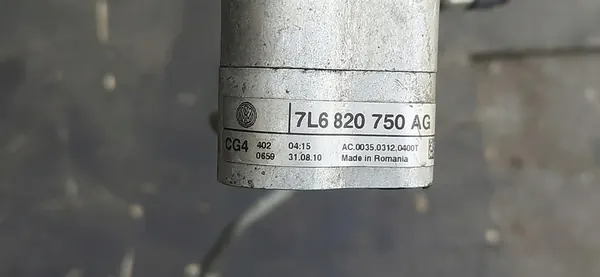 7L6 820 750 AG
CG4 402 04:15 AC.0035.0312.0400T
0659 31.08.10 Made in Romania